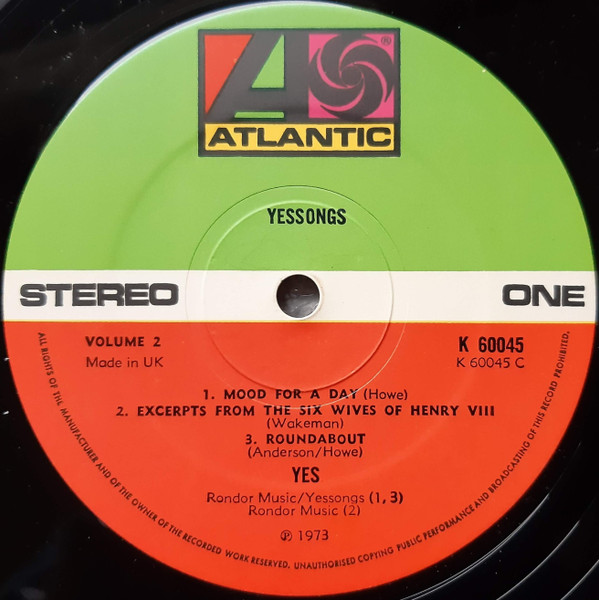 ®
ATLANTIC
YESSONGS
STEREO
ONE
VOLUME 2
Made in UK
K 60045
K 60045 C
1. MOOD FOR A DAY (Howe)
2. EXCERPTS FROM THE SIX WIVES OF HENRY VIII
(Wakeman)
3. ROUNDABOUT
(Anderson/Howe)
YES
Rondor Music/Yessongs (1, 3)
Rondor Music (2)
℗ 1973
ALL RIGHTS OF THE MANUFACTURER AND OF THE OWNER OF THE RECORDED WORK RESERVED. UNAUTHORISED COPYING PUBLIC PERFORMANCE AND BROADCASTING OF THIS RECORD PROHIBITED.